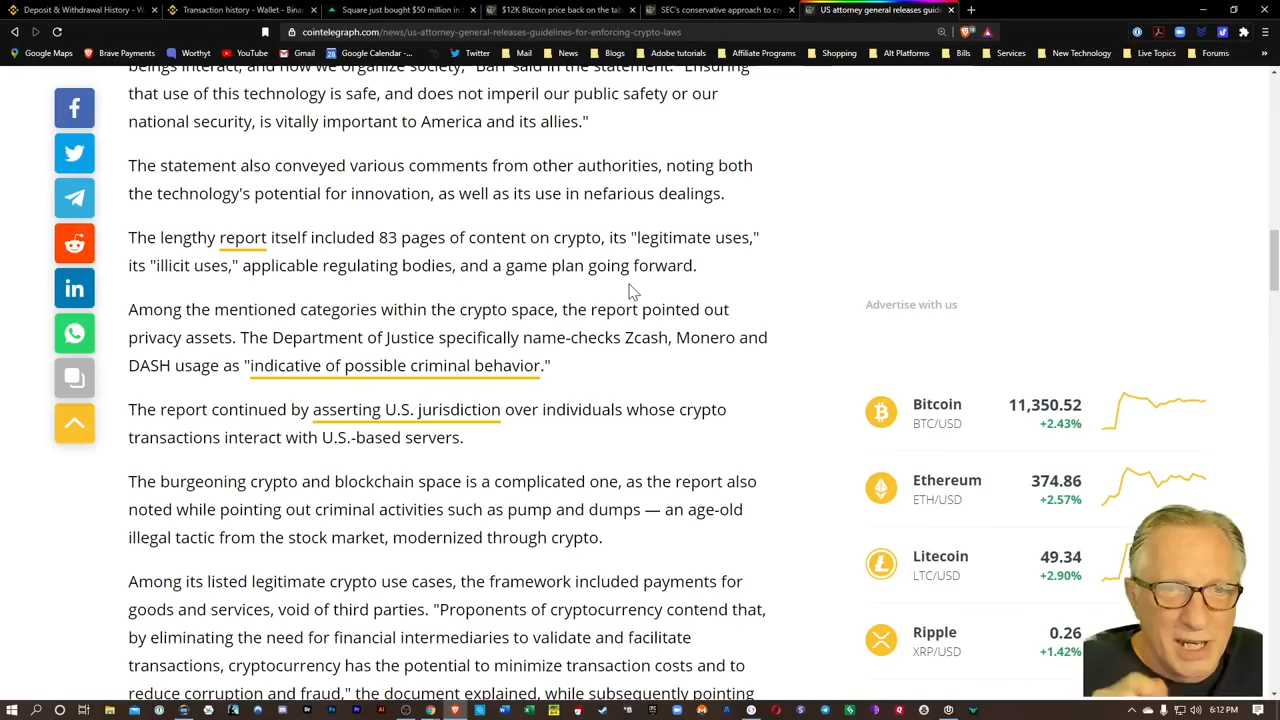 Deposit & Withdrawal History - W
Transaction history - Wallet - Bina
Square just bought $50 million in
$12K Bitcoin price back on the tab
SEC's conservative approach to cr
US attorney general releases guide
cointelegraph.com/news/us-attorney-general-releases-guidelines-for-enforcing-crypto-laws
Google Maps
Brave Payments
Worthyt
YouTube
Gmail
Google Calendar -...
Twitter
Mail
News
Blogs
Adobe tutorials
Affiliate Programs
Shopping
Alt Platforms
Bills
Services
New Technology
Live Topics
Forums
beings interact, and how we organize society," Barr said in the statement. "Ensuring
that use of this technology is safe, and does not imperil our public safety or our
national security, is vitally important to America and its allies."
The statement also conveyed various comments from other authorities, noting both
the technology's potential for innovation, as well as its use in nefarious dealings.
The lengthy report itself included 83 pages of content on crypto, its "legitimate uses,"
its "illicit uses," applicable regulating bodies, and a game plan going forward.
Among the mentioned categories within the crypto space, the report pointed out
privacy assets. The Department of Justice specifically name-checks Zcash, Monero and
DASH usage as "indicative of possible criminal behavior."
The report continued by asserting U.S. jurisdiction over individuals whose crypto
transactions interact with U.S.-based servers.
The burgeoning crypto and blockchain space is a complicated one, as the report also
noted while pointing out criminal activities such as pump and dumps — an age-old
illegal tactic from the stock market, modernized through crypto.
Among its listed legitimate crypto use cases, the framework included payments for
goods and services, void of third parties. "Proponents of cryptocurrency contend that,
by eliminating the need for financial intermediaries to validate and facilitate
transactions, cryptocurrency has the potential to minimize transaction costs and to
reduce corruption and fraud," the document explained, while subsequently pointing
Advertise with us
Bitcoin 11,350.52
BTC/USD +2.43%
Ethereum 374.86
ETH/USD +2.57%
Litecoin 49.34
LTC/USD +2.90%
Ripple 0.26
XRP/USD +1.42%
6:12 PM